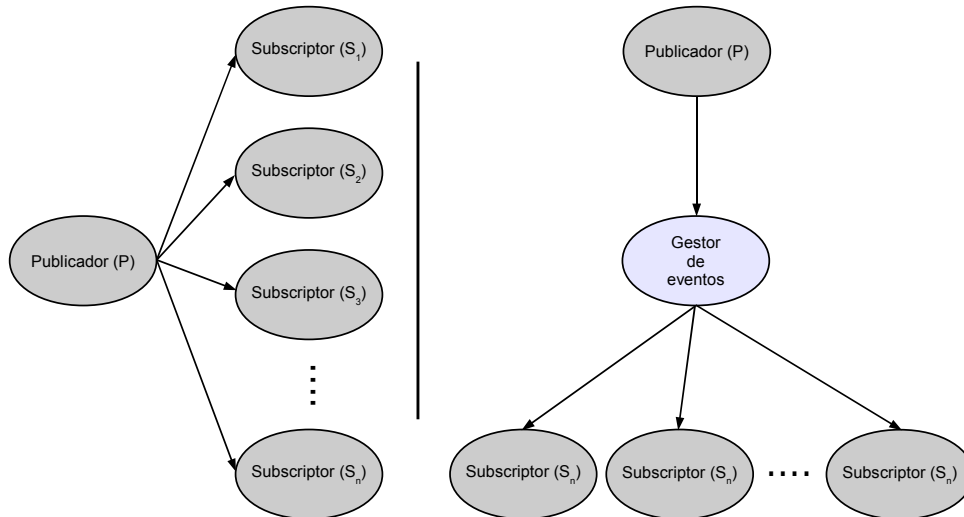 Subscriptor (S₁)
Subscriptor (S₂)
Publicador (P)
Subscriptor (S₃)
Subscriptor (Sₙ)
Publicador (P)
Gestor
de
eventos
Subscriptor (Sₙ)
Subscriptor (Sₙ)
Subscriptor (Sₙ)